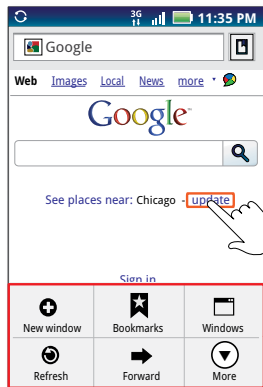 3G 11:35 PM
Google
Web Images Local News more
Google
See places near: Chicago - update
Sign in
New window Bookmarks Windows
Refresh Forward More